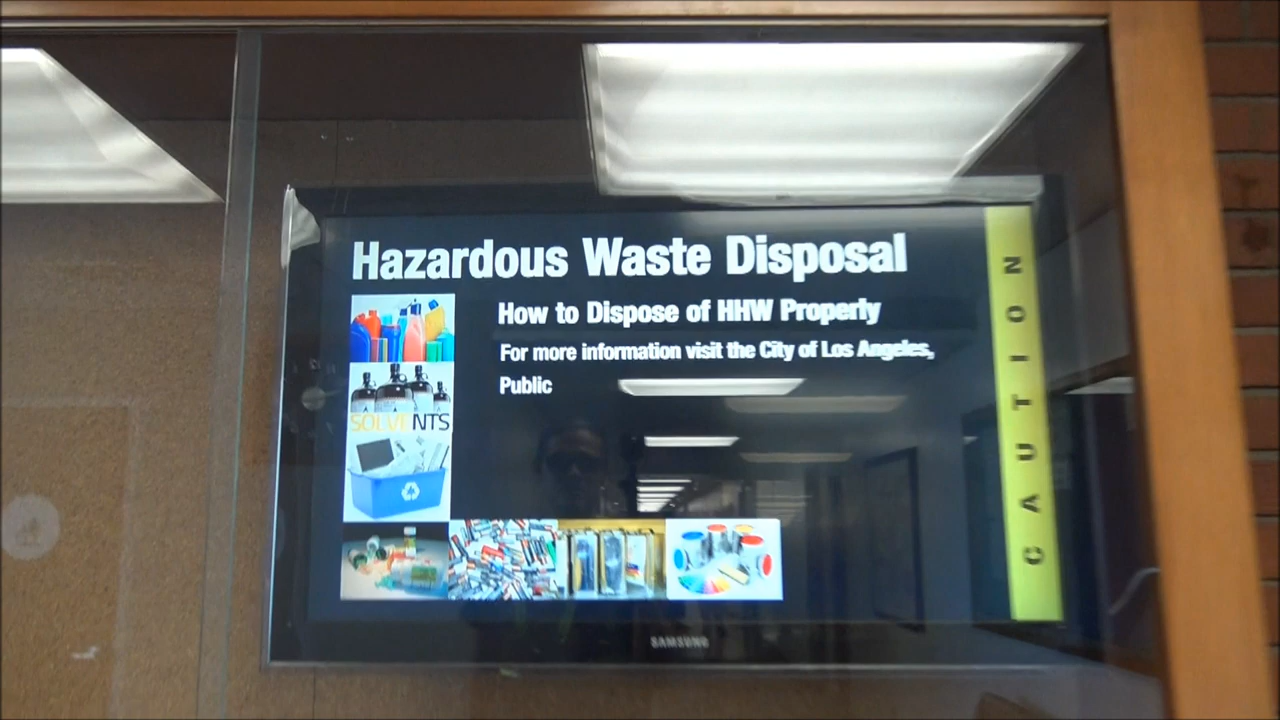 Hazardous Waste Disposal
How to Dispose of HHW Properly
For more information visit the City of Los Angeles,
Public
SOLVENTS
CAUTION
SAMSUNG